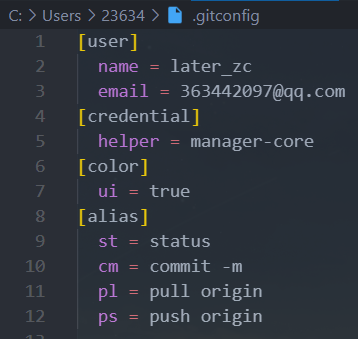 C: > Users > 23634 > .gitconfig
1 [user]
2 name = later_zc
3 email = 363442097@qq.com
4 [credential]
5 helper = manager-core
6 [color]
7 ui = true
8 [alias]
9 st = status
10 cm = commit -m
11 pl = pull origin
12 ps = push origin
13